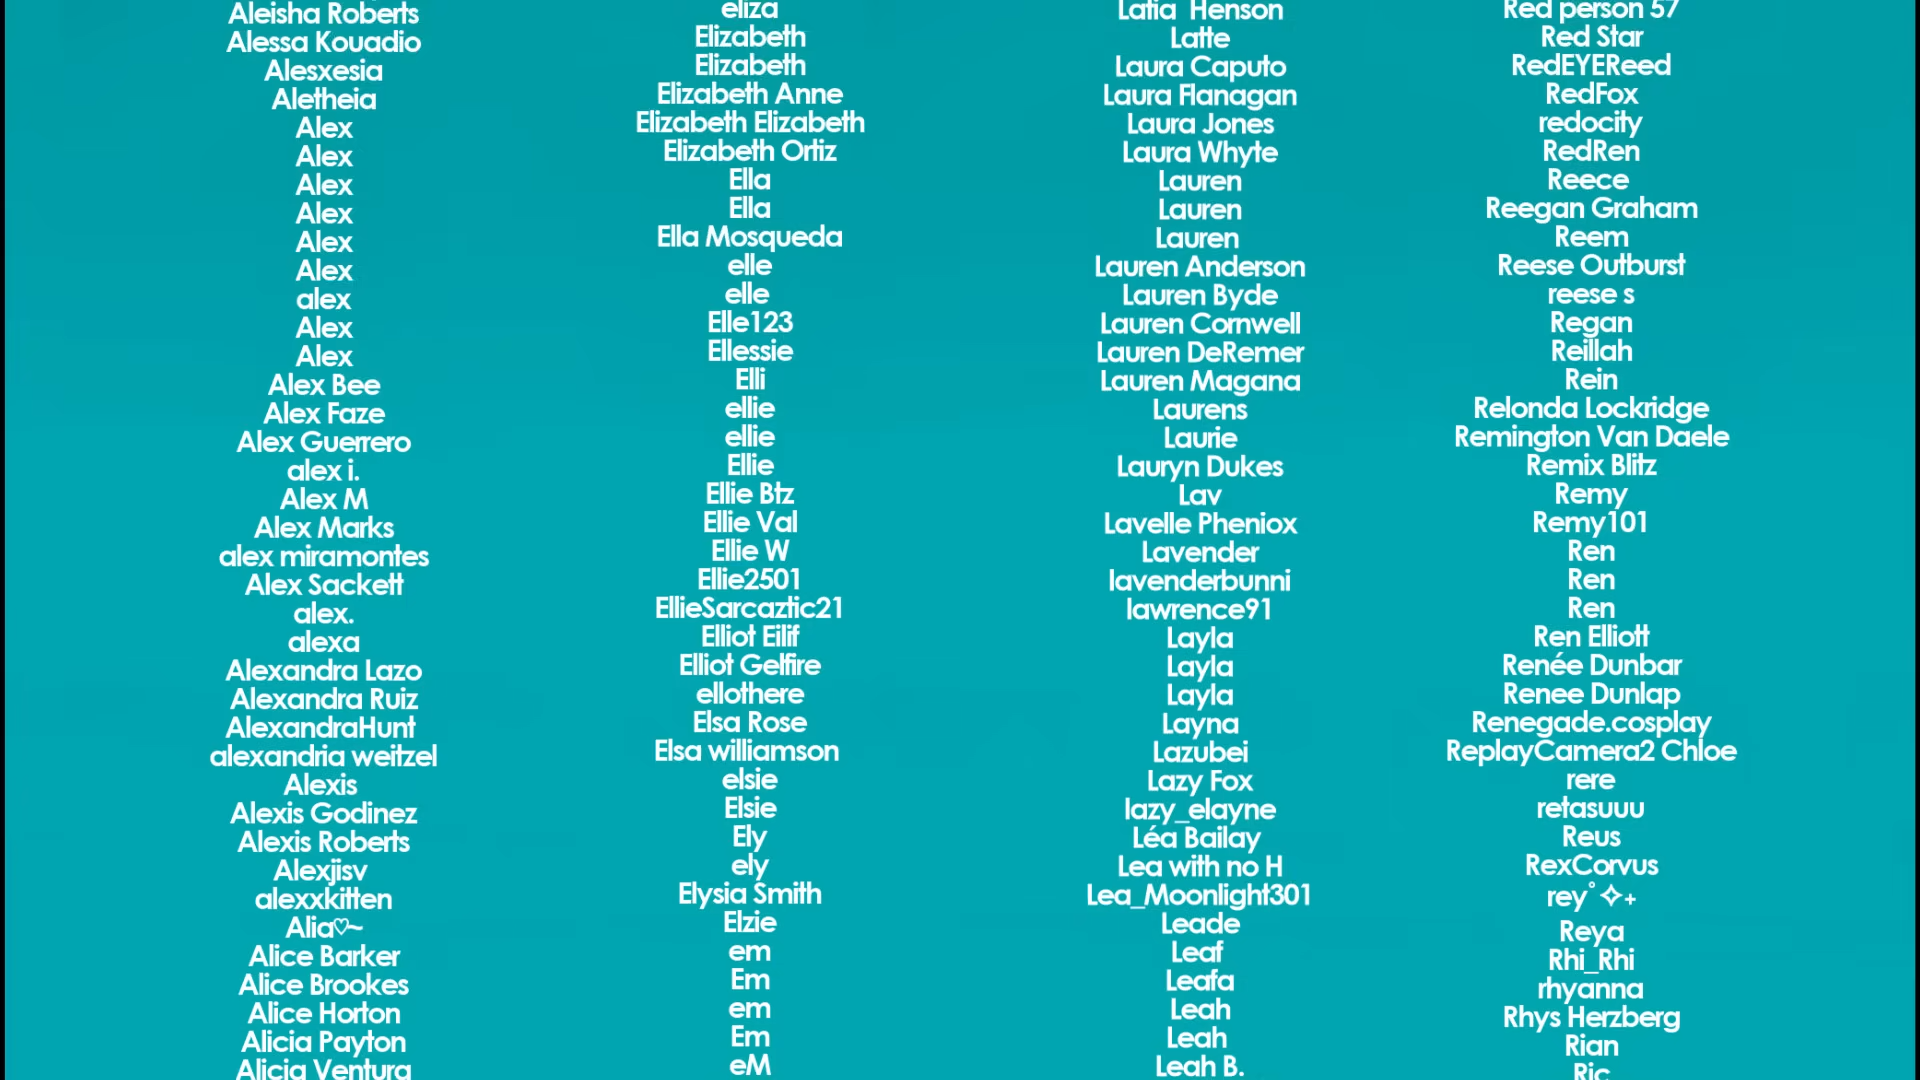 Aleisha Roberts
Alessa Kouadio
Alesxesia
Aletheia
Alex
Alex
Alex
Alex
Alex
Alex
alex
Alex
Alex
Alex Bee
Alex Faze
Alex Guerrero
alex i.
Alex M
Alex Marks
alex miramontes
Alex Sackett
alex.
alexa
Alexandra Lazo
Alexandra Ruiz
AlexandraHunt
alexandria weitzel
Alexis
Alexis Godinez
Alexis Roberts
Alexjisv
alexxkitten
Alia♡~
Alice Barker
Alice Brookes
Alice Horton
Alicia Payton
Alicia Ventura
eliza
Elizabeth
Elizabeth
Elizabeth Anne
Elizabeth Elizabeth
Elizabeth Ortiz
Ella
Ella
Ella Mosqueda
elle
elle
Elle123
Ellessie
Elli
ellie
ellie
Ellie
Ellie Btz
Ellie Val
Ellie W
Ellie2501
EllieSarcaztic21
Elliot Eilif
Elliot Gelfire
ellothere
Elsa Rose
Elsa williamson
elsie
Elsie
Ely
ely
Elysia Smith
Elzie
em
Em
em
Em
eM
Latia Henson
Latte
Laura Caputo
Laura Flanagan
Laura Jones
Laura Whyte
Lauren
Lauren
Lauren
Lauren Anderson
Lauren Byde
Lauren Cornwell
Lauren DeRemer
Lauren Magana
Laurens
Laurie
Lauryn Dukes
Lav
Lavelle Pheniox
Lavender
lavenderbunni
lawrence91
Layla
Layla
Layla
Layna
Lazubei
Lazy Fox
lazy_elayne
Léa Bailay
Lea with no H
Lea_Moonlight301
Leade
Leaf
Leafa
Leah
Leah
Leah B.
Red person 57
Red Star
RedEYEReed
RedFox
redocity
RedRen
Reece
Reegan Graham
Reem
Reese Outburst
reese s
Regan
Reillah
Rein
Relonda Lockridge
Remington Van Daele
Remix Blitz
Remy
Remy101
Ren
Ren
Ren
Ren Elliott
Renée Dunbar
Renee Dunlap
Renegade.cosplay
ReplayCamera2 Chloe
rere
retasuuu
Reus
RexCorvus
rey˚✧₊
Reya
Rhi_Rhi
rhyanna
Rhys Herzberg
Rian
Ric